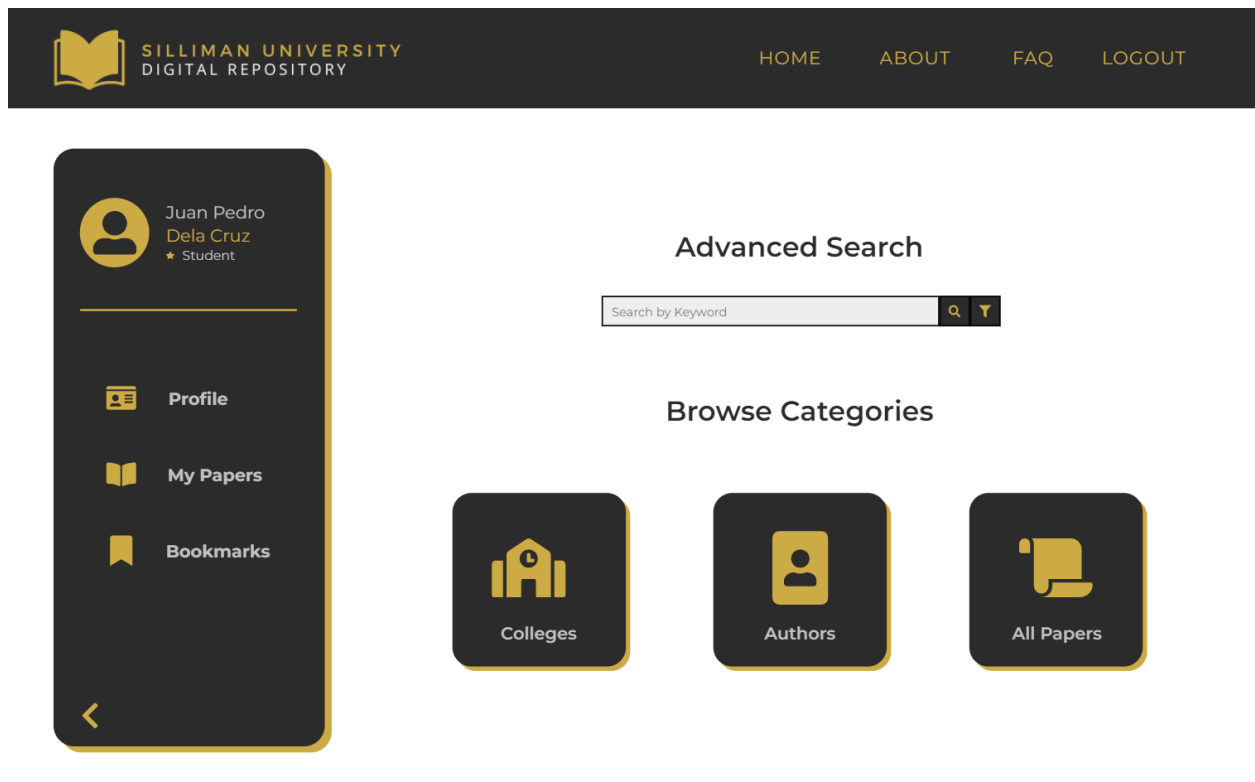 SILLIMAN UNIVERSITY
DIGITAL REPOSITORY
HOME ABOUT FAQ LOGOUT
Juan Pedro
Dela Cruz
Student
Profile
My Papers
Bookmarks
Advanced Search
Search by Keyword
Browse Categories
Colleges Authors All Papers